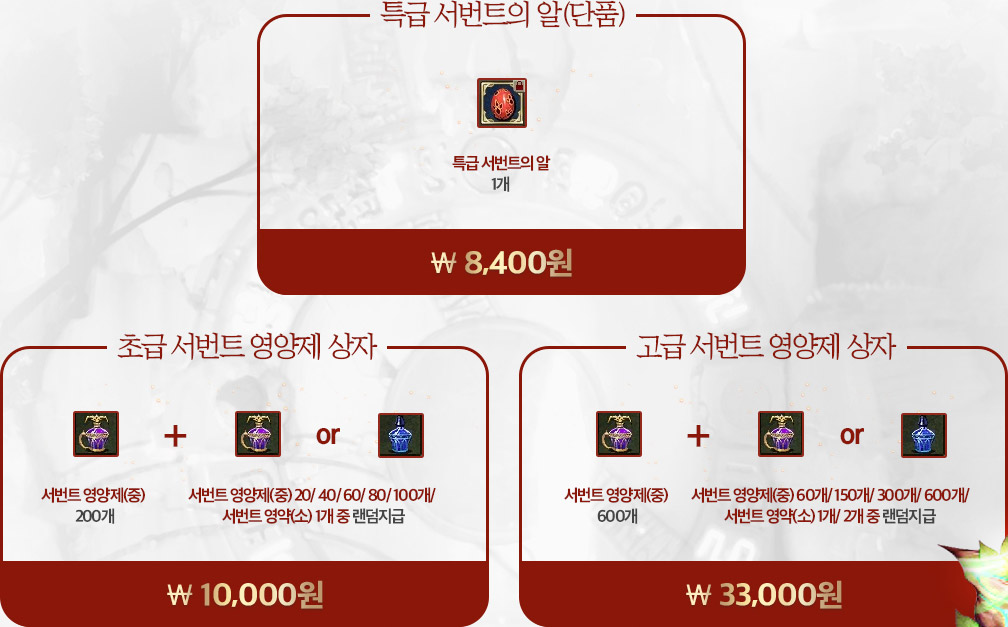 특급 서번트의 알(단품)
특급 서번트의 알
1개
₩ 8,400원
초급 서번트 영양제 상자
+
or
서번트 영양제(중)
200개
서번트 영양제(중) 20/ 40/ 60/ 80/ 100개/
서번트 영약(소) 1개 중 랜덤지급
₩ 10,000원
고급 서번트 영양제 상자
+
or
서번트 영양제(중)
600개
서번트 영양제(중) 60개/ 150개/ 300개/ 600개/
서번트 영약(소) 1개/ 2개 중 랜덤지급
₩ 33,000원